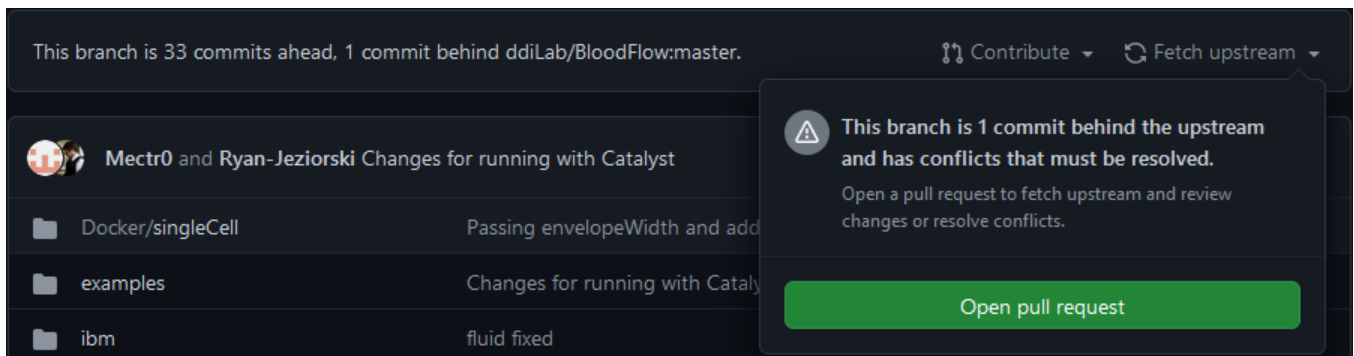 This branch is 33 commits ahead, 1 commit behind ddiLab/BloodFlow:master.
Contribute
Fetch upstream
This branch is 1 commit behind the upstream
and has conflicts that must be resolved.
Open a pull request to fetch upstream and review
changes or resolve conflicts.
Open pull request
Mectr0 and Ryan-Jeziorski Changes for running with Catalyst
Docker/singleCell
Passing envelopeWidth and add
examples
Changes for running with Cataly
ibm
fluid fixed